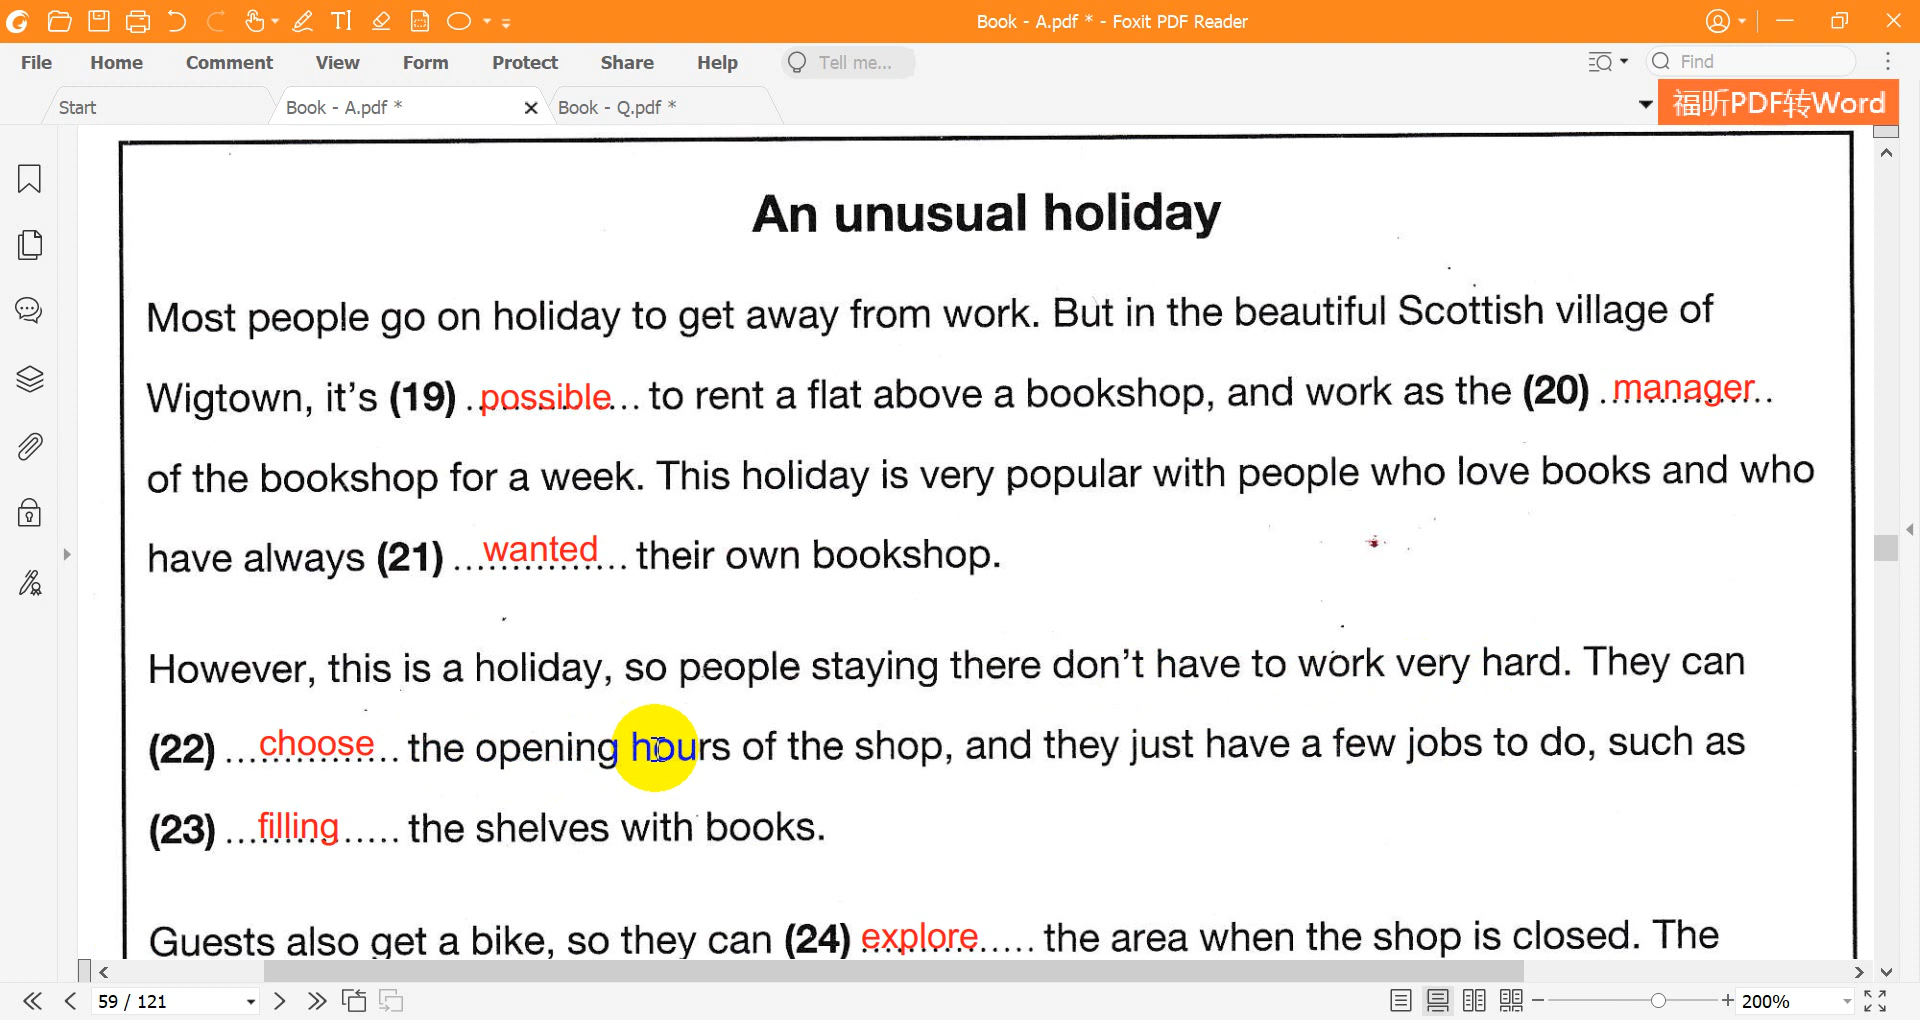 Book - A.pdf * - Foxit PDF Reader
File Home Comment View Form Protect Share Help Tell me... Find
Start Book - A.pdf * Book - Q.pdf * 福昕PDF转Word
An unusual holiday
Most people go on holiday to get away from work. But in the beautiful Scottish village of
Wigtown, it's (19) possible to rent a flat above a bookshop, and work as the (20) manager
of the bookshop for a week. This holiday is very popular with people who love books and who
have always (21) wanted their own bookshop.
However, this is a holiday, so people staying there don't have to work very hard. They can
(22) choose the opening hours of the shop, and they just have a few jobs to do, such as
(23) filling the shelves with books.
Guests also get a bike, so they can (24) explore the area when the shop is closed. The
59 / 121 200%